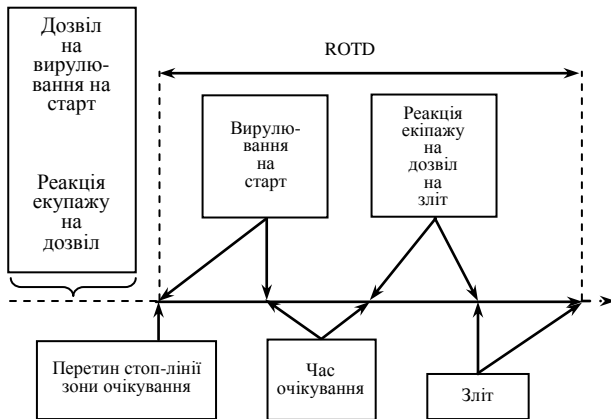 Дозвіл
на
вирулю-
вання на
старт
Реакція
екупажу
на
дозвіл
ROTD
Вирулю-
вання
на
старт
Реакція
екіпажу
на
дозвіл
на
зліт
Перетин стоп-лінії
зони очікування
Час
очікування
Зліт